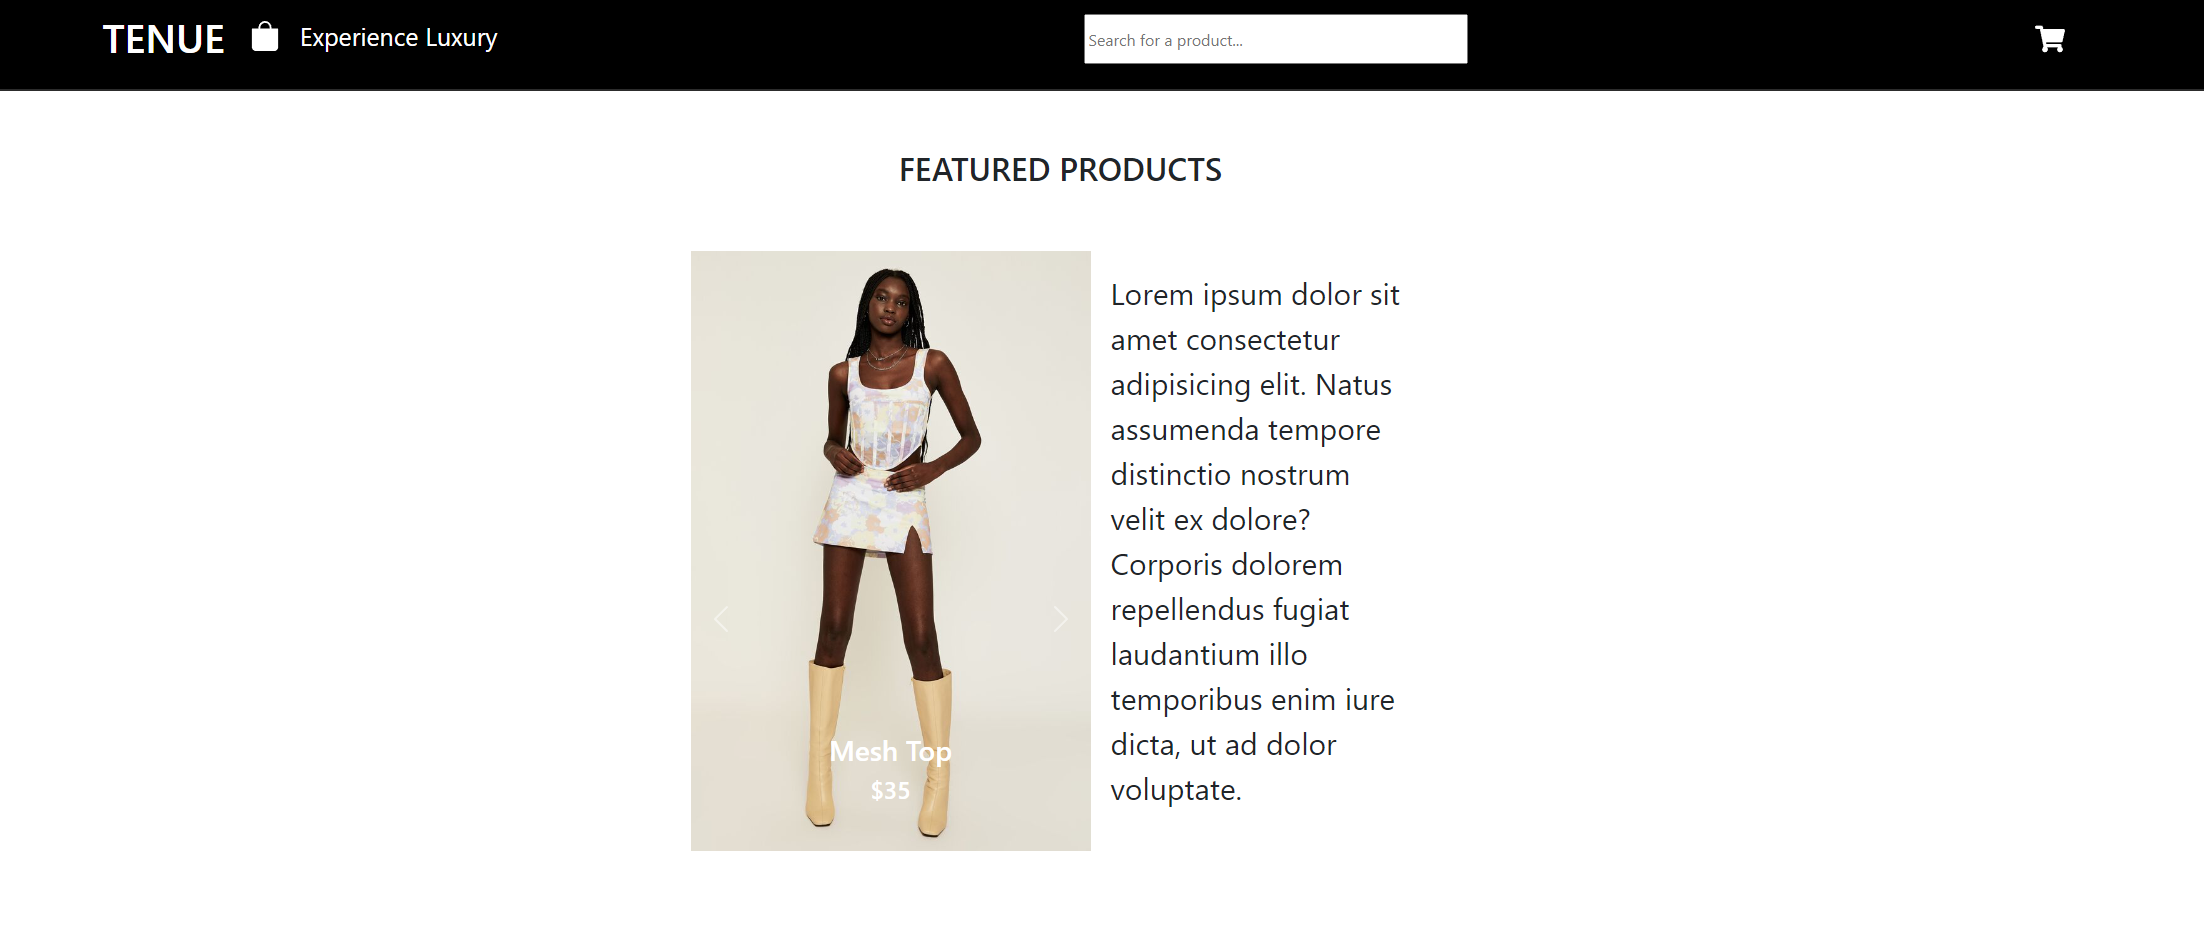 TENUE Experience Luxury
Search for a product...
FEATURED PRODUCTS
Lorem ipsum dolor sit
amet consectetur
adipisicing elit. Natus
assumenda tempore
distinctio nostrum
velit ex dolore?
Corporis dolorem
repellendus fugiat
laudantium illo
temporibus enim iure
dicta, ut ad dolor
voluptate.
Mesh Top
$35